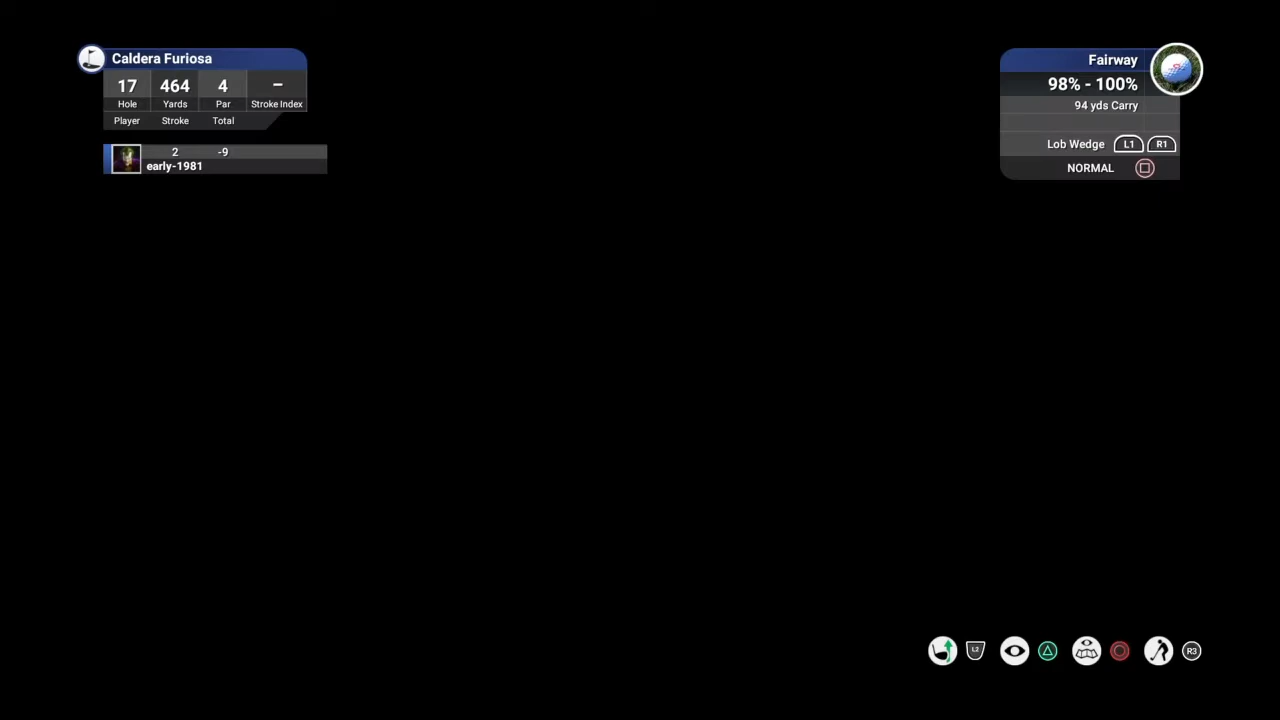 Caldera Furiosa
17 464 4 –
Hole Yards Par Stroke Index
Player Stroke Total
2 -9
early-1981
Fairway
98% - 100%
94 yds Carry
Lob Wedge L1 R1
NORMAL
L2 R3